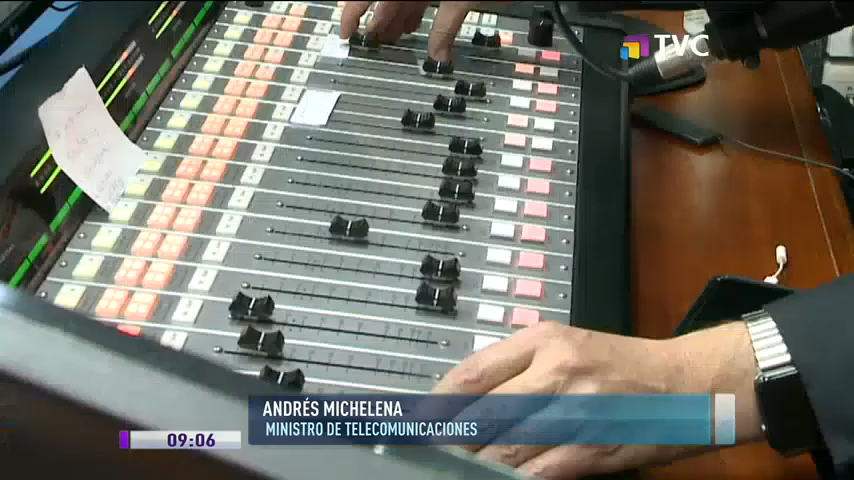 TVC
ANDRÉS MICHELENA
MINISTRO DE TELECOMUNICACIONES
09:06